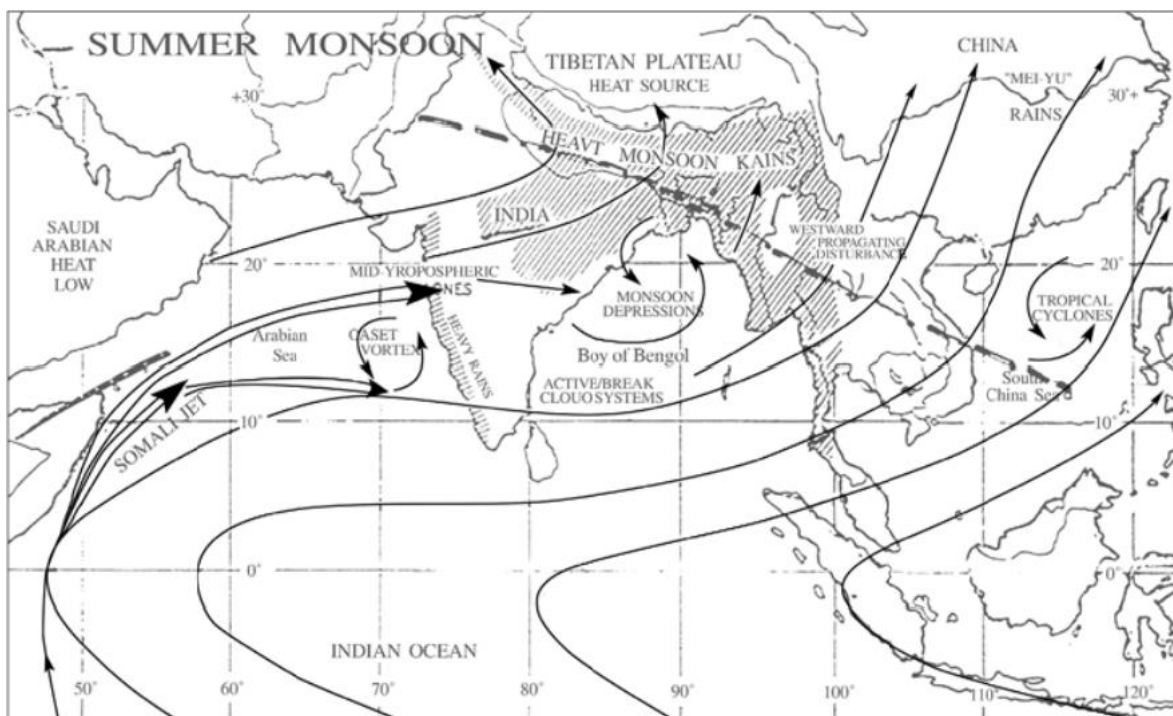 SUMMER MONSOON
CHINA
TIBETAN PLATEAU
HEAT SOURCE
"MEI-YU"
RAINS
+30°
30°+
HEAVT MONSOON KAINS
SAUDI
ARABIAN
HEAT
LOW
INDIA
WESTWARD
PROPAGATING
DISTURBANCE
20°
20°
MID-YROPOSPHERIC
LONES
MONSOON
DEPRESSIONS
TROPICAL
CYCLONES
Arabian
Sea
CASET
VORTEX
HEAVY RAINS
Boy of Bengol
ACTIVE/BREAK
CLOUO SYSTEMS
South
China Sea
SOMALI JET
10°
10°
0°
0°
INDIAN OCEAN
50° 60° 70° 80° 90° 100° 110° 120°